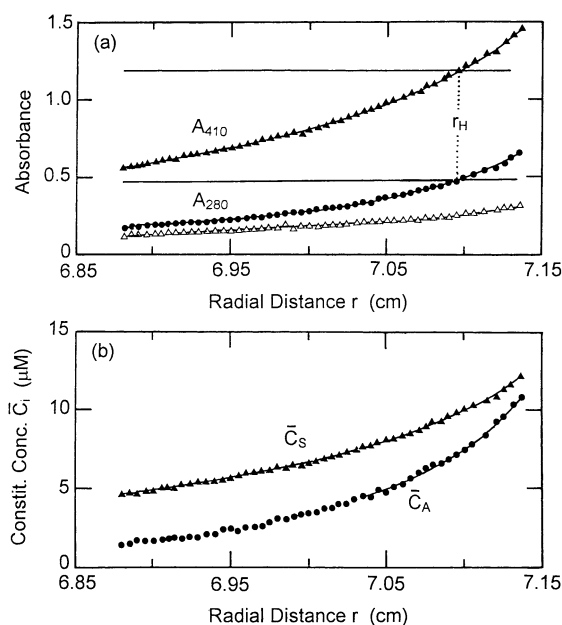 (a)
1.5
1.0
0.5
0
Absorbance
A410
A280
rH
6.85 6.95 7.05 7.15
Radial Distance r (cm)
(b)
15
10
5
0
Constit. Conc. C̄i (μM)
C̄S
C̄A
6.85 6.95 7.05 7.15
Radial Distance r (cm)